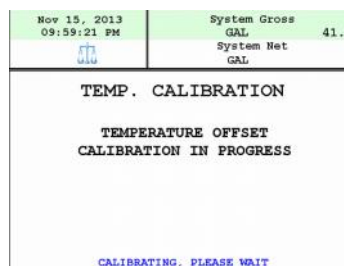 Nov 15, 2013
09:59:21 PM
System Gross
GAL 41.
System Net
GAL
TEMP. CALIBRATION
TEMPERATURE OFFSET
CALIBRATION IN PROGRESS
CALIBRATING, PLEASE WAIT